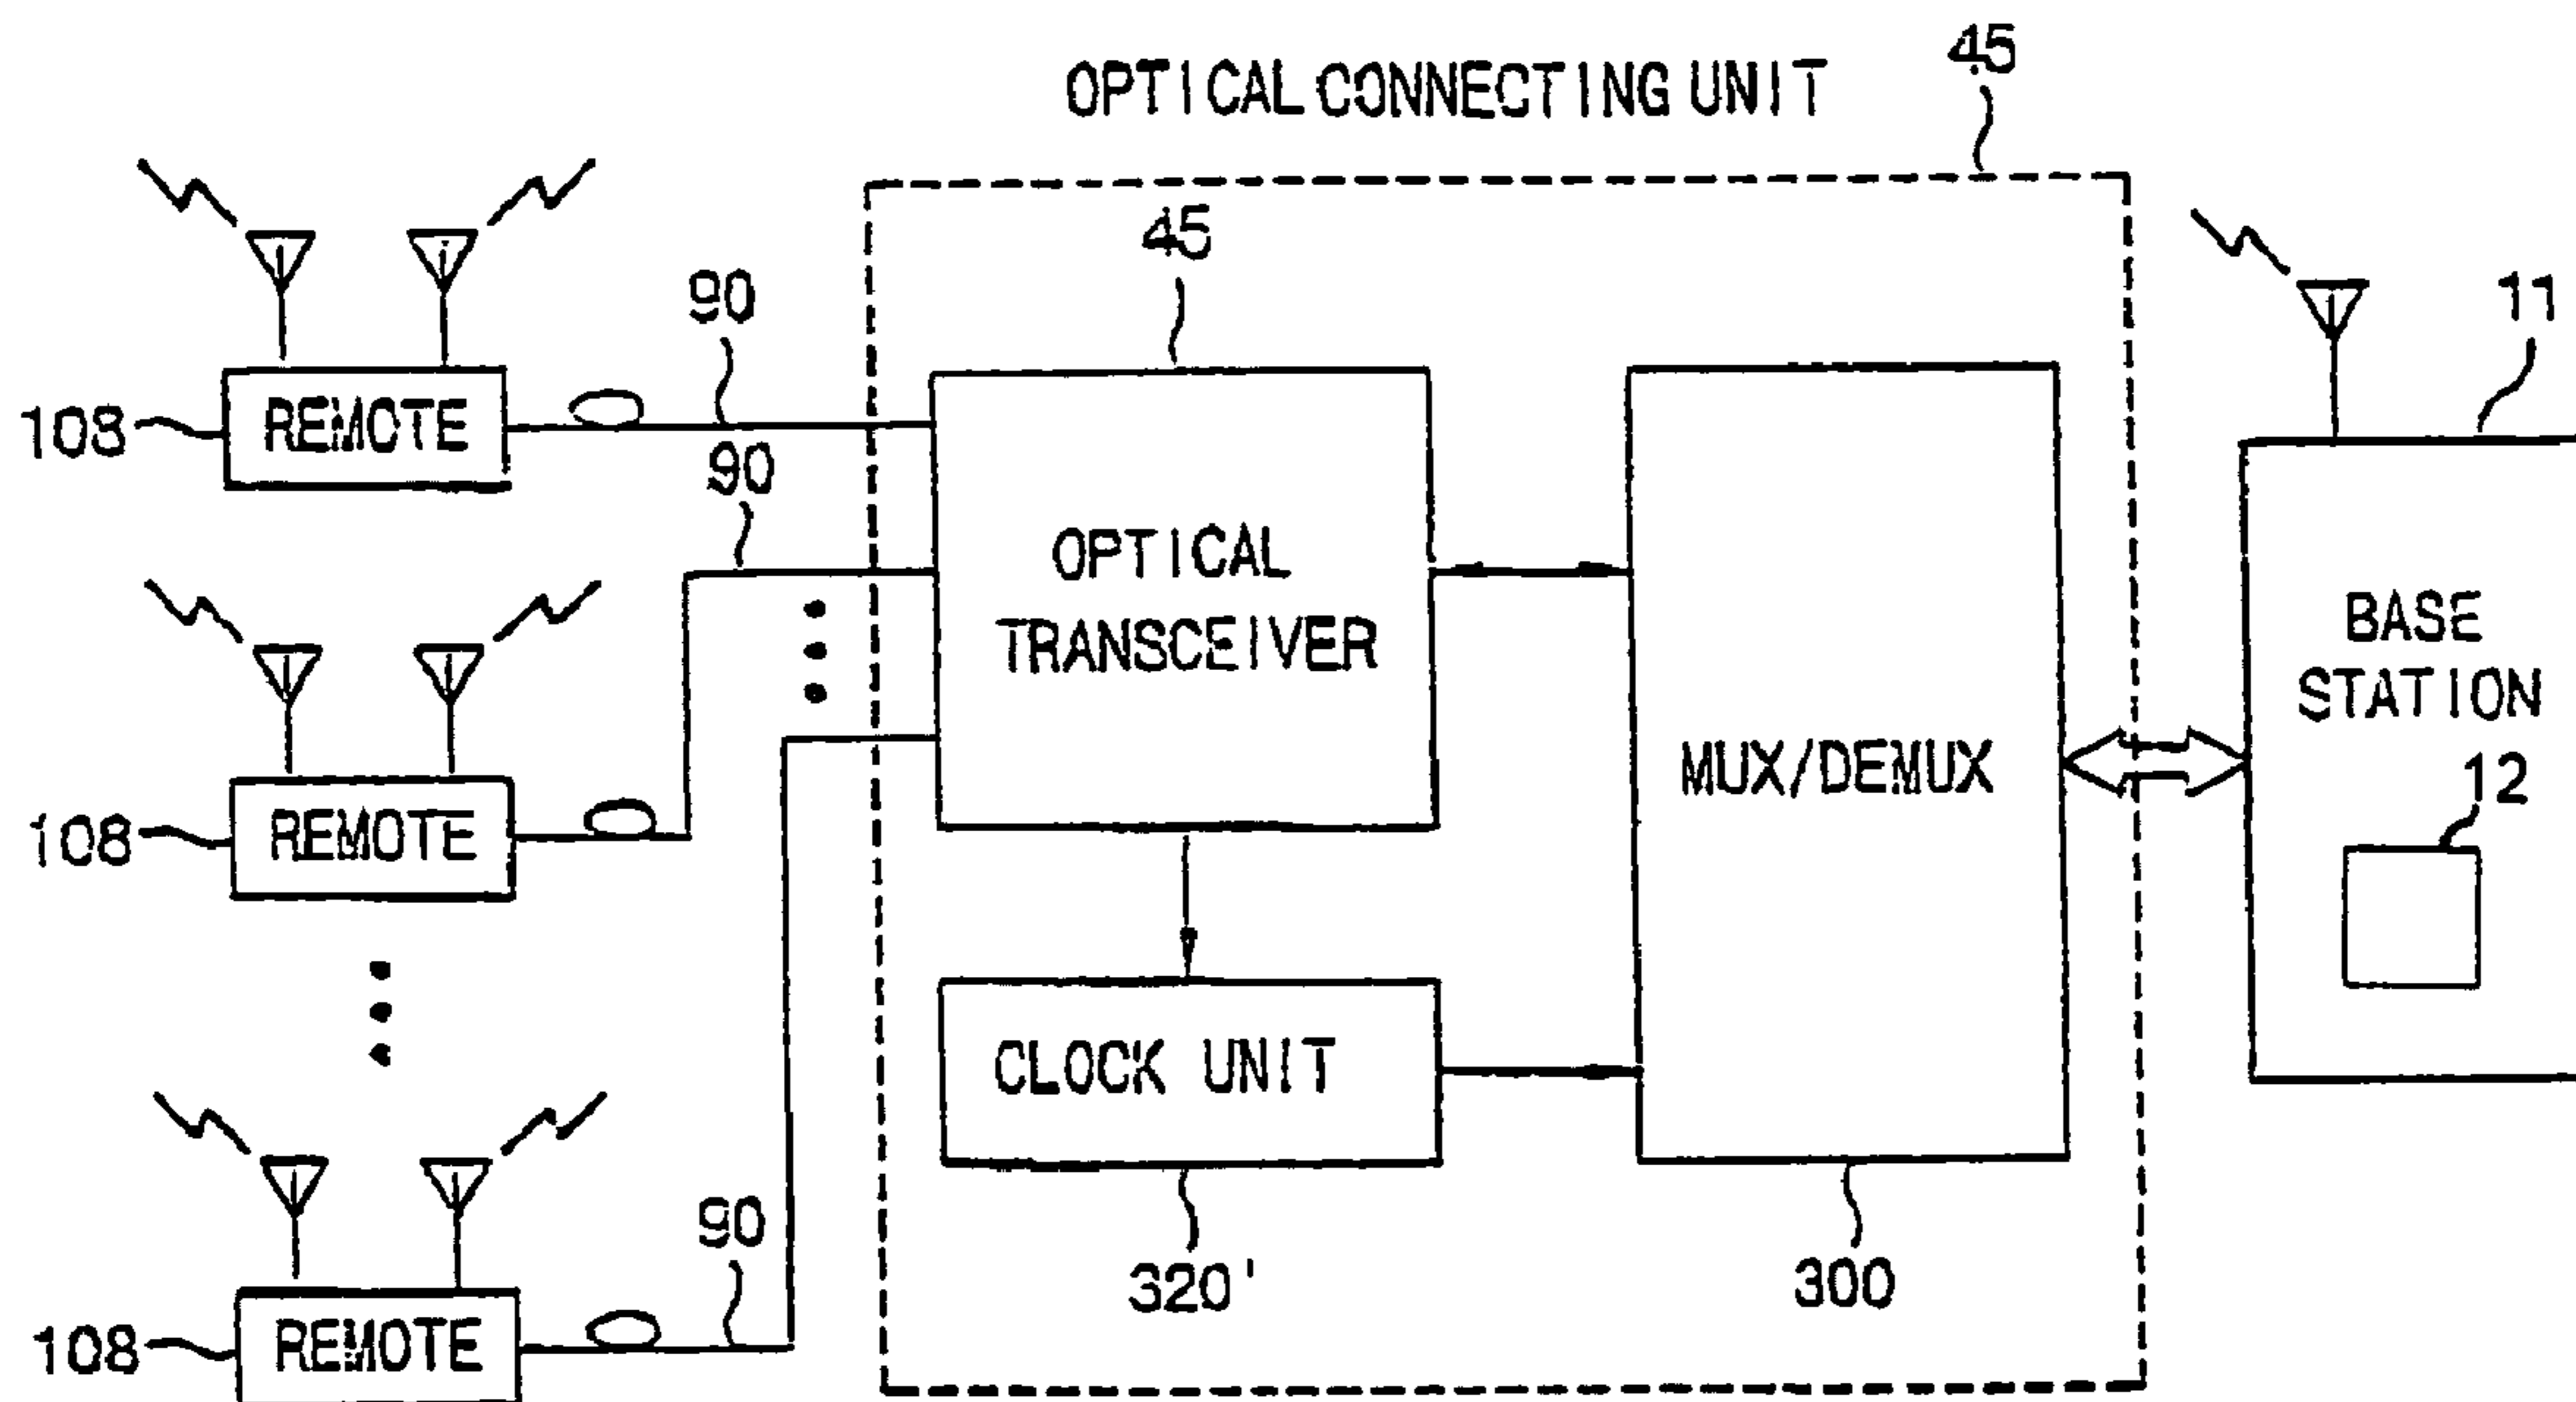 OPTICAL CONNECTING UNIT
45
45
90
11
108
REMOTE
90
OPTICAL
TRANSCEIVER
BASE
STATION
MUX/DEMUX
12
108
REMOTE
CLOCK UNIT
90
320'
300
108
REMOTE